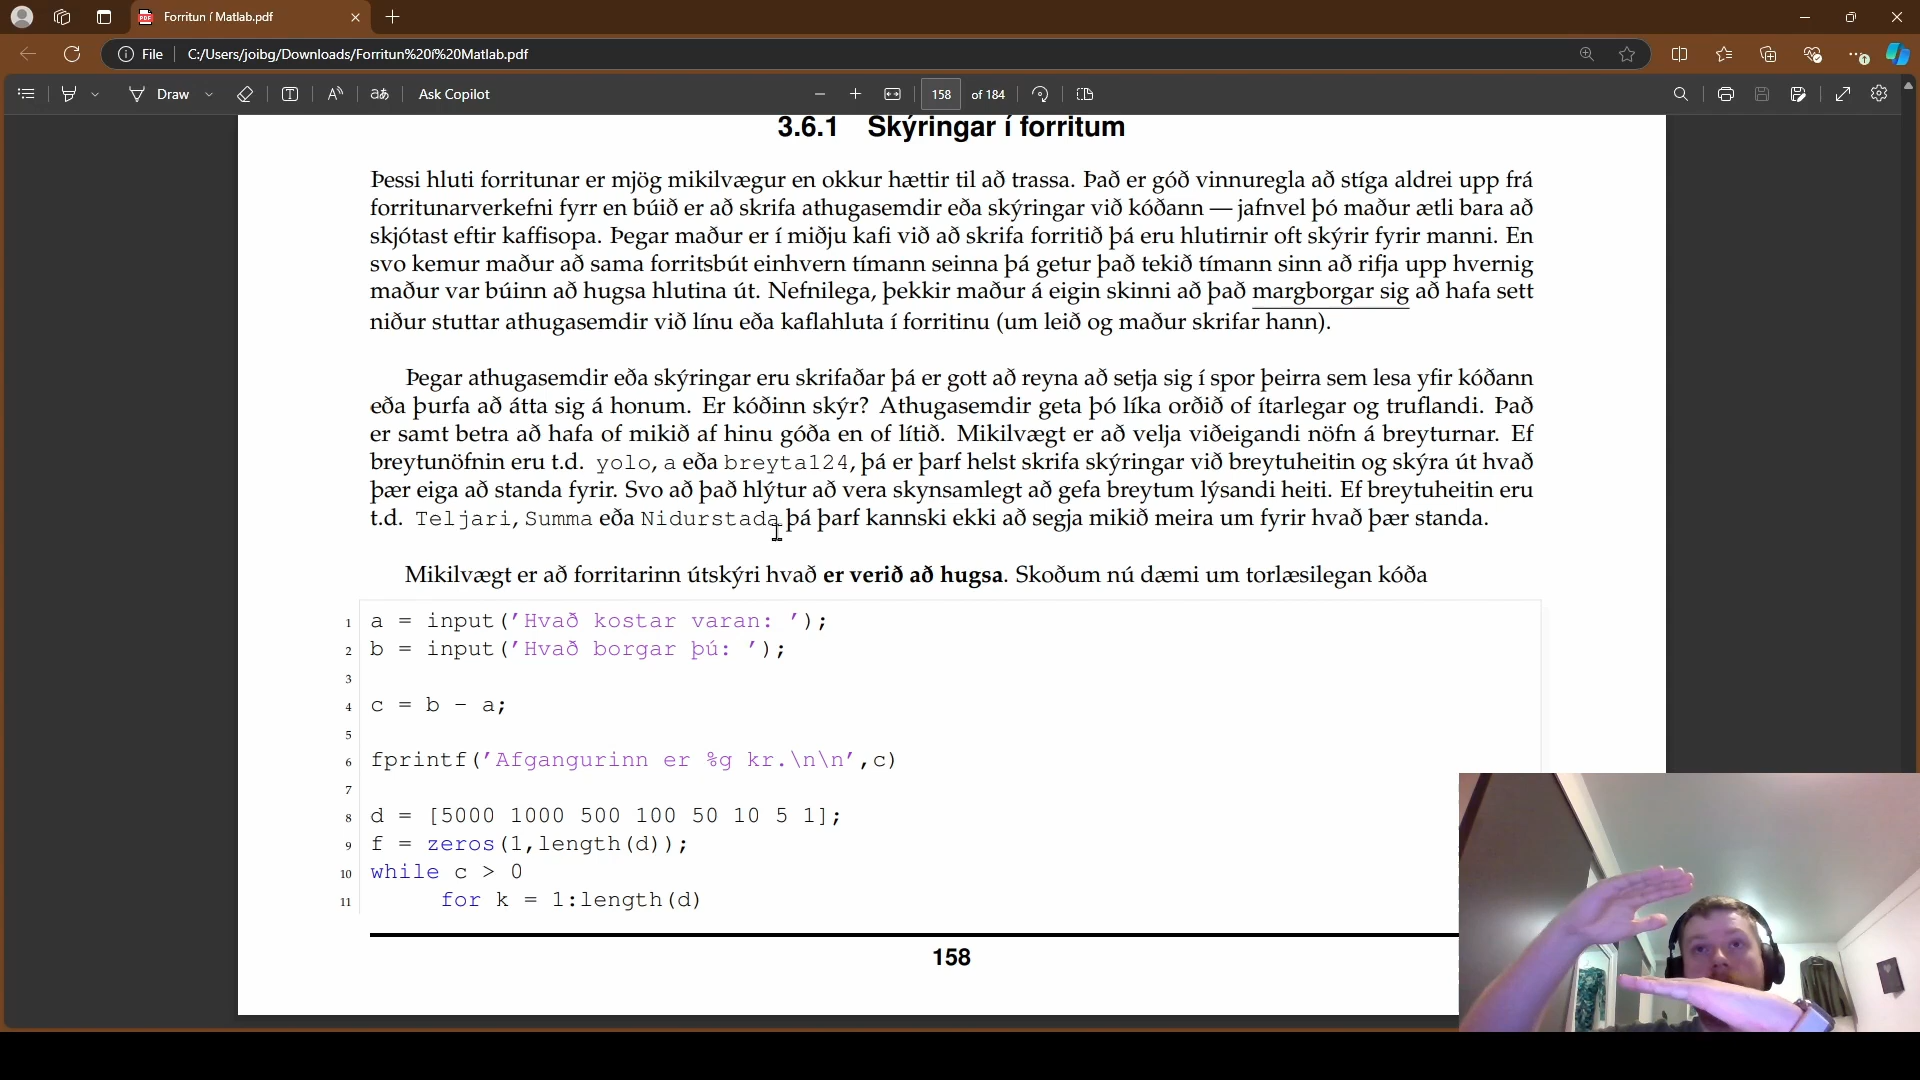 Forritun í Matlab.pdf
File
C:/Users/joibg/Downloads/Forritun%20í%20Matlab.pdf
Draw
Ask Copilot
158 of 184
3.6.1 Skýringar í forritum
Þessi hluti forritunar er mjög mikilvægur en okkur hættir til að trassa. Það er góð vinnuregla að stíga aldrei upp frá
forritunarverkefni fyrr en búið er að skrifa athugasemdir eða skýringar við kóðann — jafnvel þó maður ætli bara að
skjótast eftir kaffisopa. Þegar maður er í miðju kafi við að skrifa forritið þá eru hlutirnir oft skýrir fyrir manni. En
svo kemur maður að sama forritsbút einhvern tímann seinna þá getur það tekið tímann sinn að rifja upp hvernig
maður var búinn að hugsa hlutina út. Nefnilega, þekkir maður á eigin skinni að það margborgar sig að hafa sett
niður stuttar athugasemdir við línu eða kaflahluta í forritinu (um leið og maður skrifar hann).
Þegar athugasemdir eða skýringar eru skrifaðar þá er gott að reyna að setja sig í spor þeirra sem lesa yfir kóðann
eða þurfa að átta sig á honum. Er kóðinn skýr? Athugasemdir geta þó líka orðið of ítarlegar og truflandi. Það
er samt betra að hafa of mikið af hinu góða en of lítið. Mikilvægt er að velja viðeigandi nöfn á breyturnar. Ef
breytunöfnin eru t.d. yolo, a eða breyta124, þá er þarf helst skrifa skýringar við breytuheitin og skýra út hvað
þær eiga að standa fyrir. Svo að það hlýtur að vera skynsamlegt að gefa breytum lýsandi heiti. Ef breytuheitin eru
t.d. Teljari, Summa eða Nidurstada þá þarf kannski ekki að segja mikið meira um fyrir hvað þær standa.
Mikilvægt er að forritarinn útskýri hvað er verið að hugsa. Skoðum nú dæmi um torlæsilegan kóða
1 a = input('Hvað kostar varan: ');
2 b = input('Hvað borgar þú: ');
3
4 c = b - a;
5
6 fprintf('Afgangurinn er %g kr.\n\n',c)
7
8 d = [5000 1000 500 100 50 10 5 1];
9 f = zeros(1,length(d));
10 while c > 0
11 for k = 1:length(d)
158